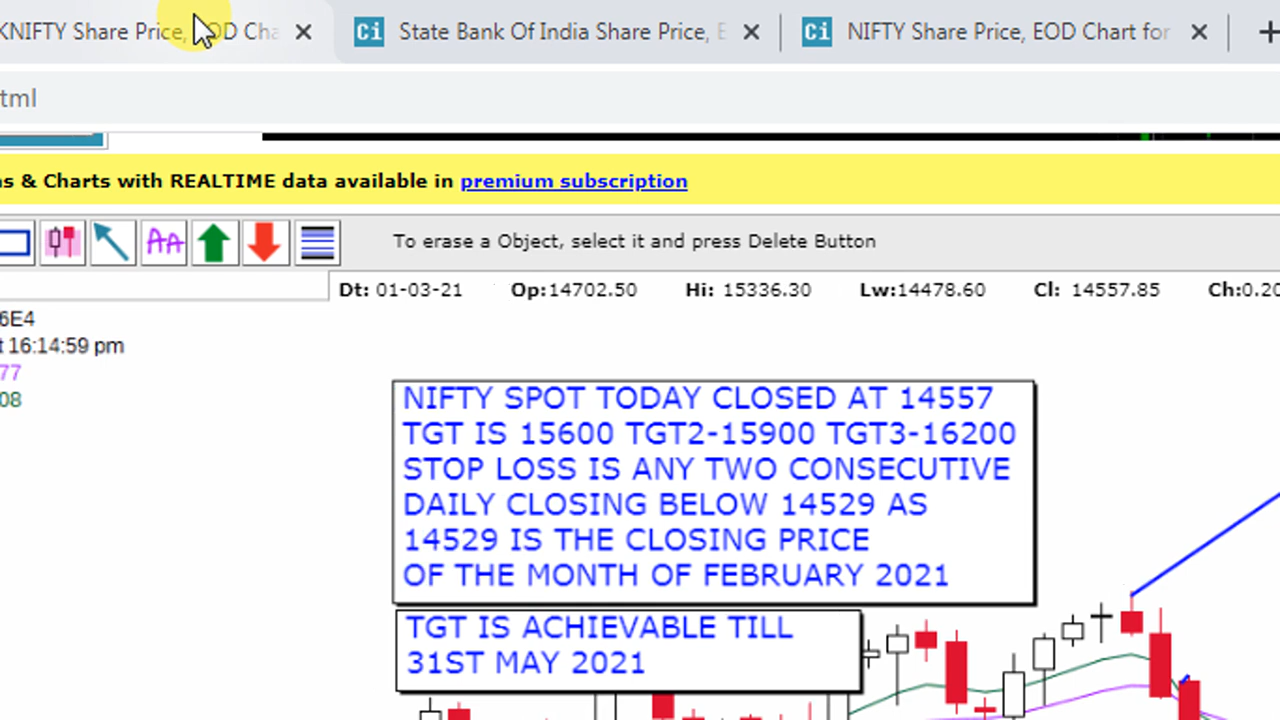 KNIFTY Share Price, EOD Cha
State Bank Of India Share Price, E
NIFTY Share Price, EOD Chart for
tml
s & Charts with REALTIME data available in premium subscription
AA
To erase a Object, select it and press Delete Button
Dt: 01-03-21 Op:14702.50 Hi: 15336.30 Lw:14478.60 Cl: 14557.85 Ch:0.20
6E4
t 16:14:59 pm
77
08
NIFTY SPOT TODAY CLOSED AT 14557
TGT IS 15600 TGT2-15900 TGT3-16200
STOP LOSS IS ANY TWO CONSECUTIVE
DAILY CLOSING BELOW 14529 AS
14529 IS THE CLOSING PRICE
OF THE MONTH OF FEBRUARY 2021
TGT IS ACHIEVABLE TILL
31ST MAY 2021